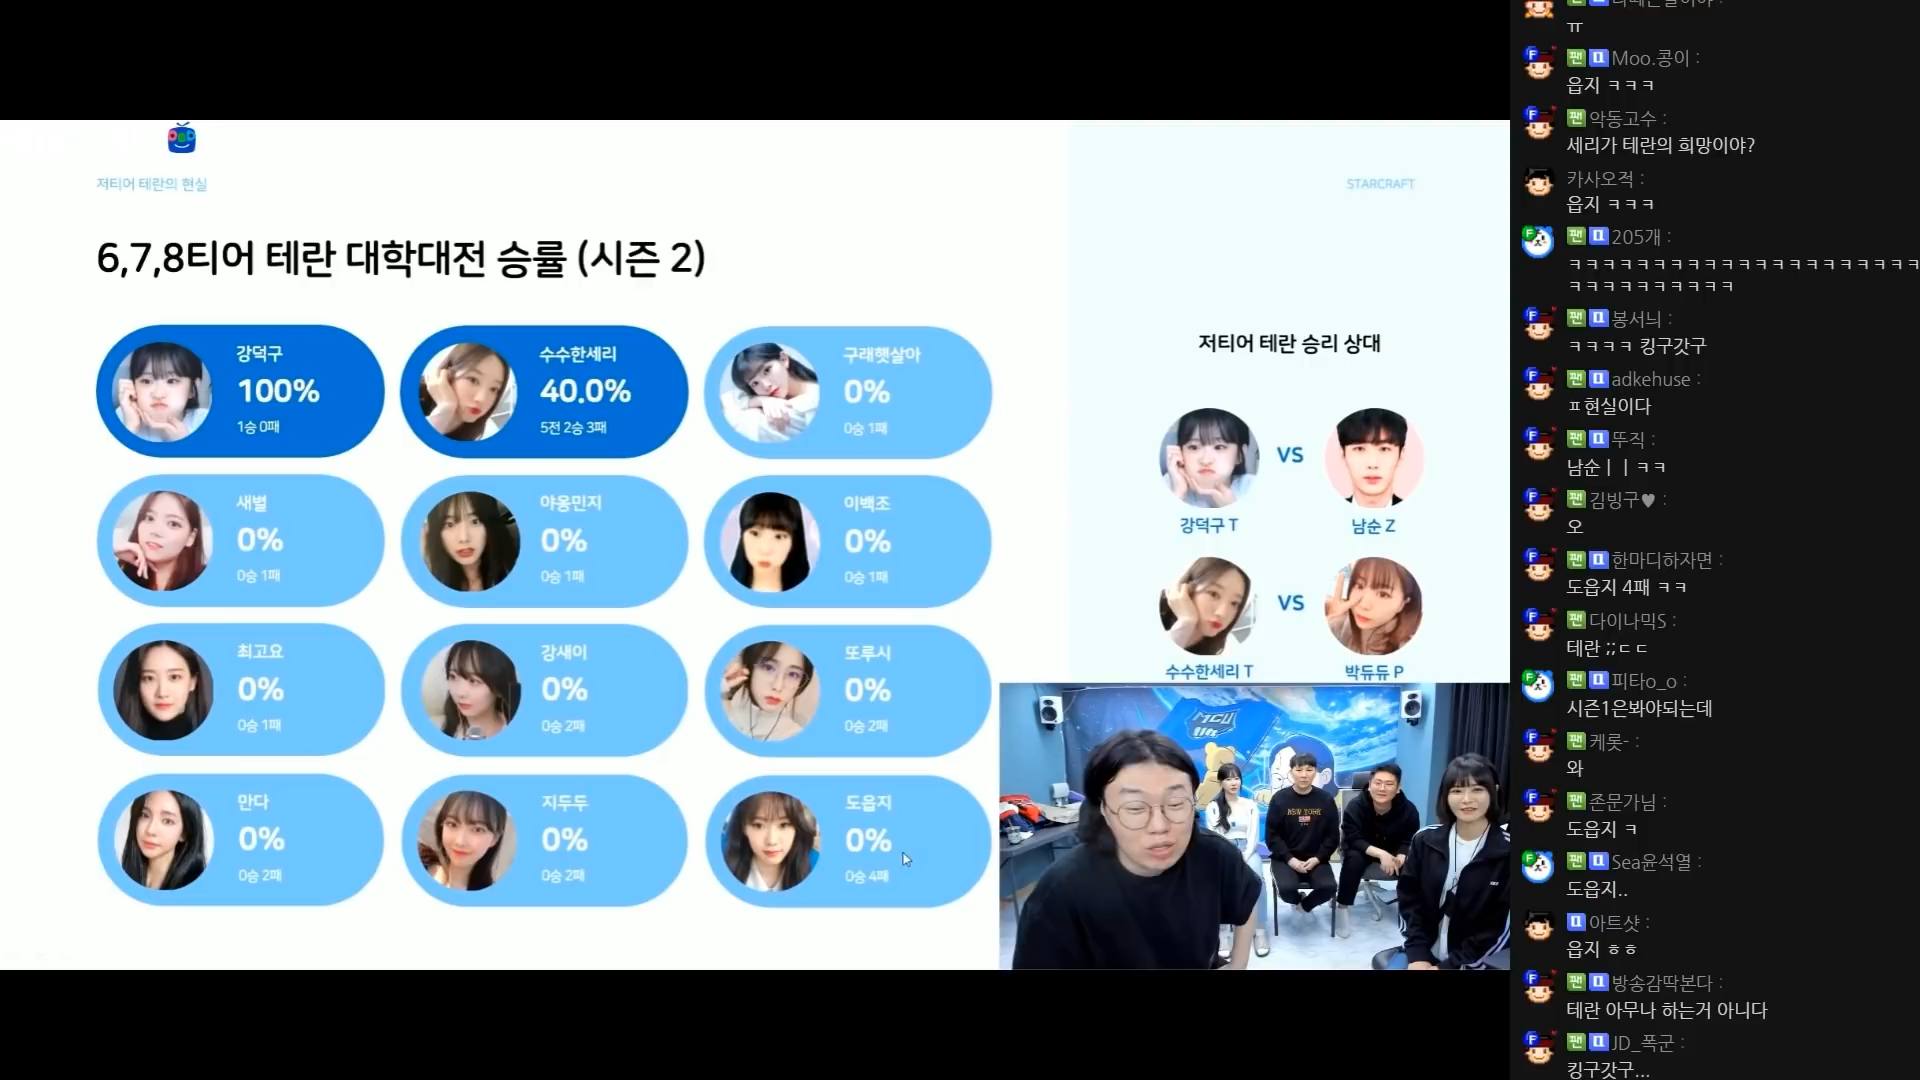 저티어 테란의 현실
STARCRAFT
6,7,8티어 테란 대학대전 승률 (시즌 2)
강덕구
100%
1승 0패
수수한세리
40.0%
5전 2승 3패
구래햇살아
0%
0승 1패
새별
0%
0승 1패
야옹민지
0%
0승 1패
이백조
0%
0승 1패
최고요
0%
0승 1패
강새이
0%
0승 2패
또루시
0%
0승 2패
만다
0%
0승 2패
지두두
0%
0승 2패
도읍지
0%
0승 4패
저티어 테란 승리 상대
VS
강덕구 T
남순 Z
VS
수수한세리 T
박듀듀 P
MCU
NEW YORK
ㅠ
팬 Moo.콩이 :
읍지 ㅋㅋㅋ
팬 악동고수 :
세리가 테란의 희망이야?
카사오적 :
읍지 ㅋㅋㅋ
팬 205개 :
ㅋㅋㅋㅋㅋㅋㅋㅋㅋㅋㅋㅋㅋㅋㅋㅋㅋㅋㅋㅋㅋ
ㅋㅋㅋㅋㅋㅋㅋㅋㅋㅋ
팬 봉서늬 :
ㅋㅋㅋㅋ 킹구갓구
팬 adkehuse :
ㅍ현실이다
팬 뚜직 :
남순ㅣㅣㅋㅋ
팬 김빙구♥ :
오
팬 한마디하자면 :
도읍지 4패 ㅋㅋ
팬 다이나믹S :
테란 ;;ㄷㄷ
팬 피타o_o :
시즌1은봐야되는데
팬 케롯- :
와
팬 존문가님 :
도읍지 ㅋ
팬 Sea윤석열 :
도읍지..
아트샷 :
읍지 ㅎㅎ
팬 방송감딱본다 :
테란 아무나 하는거 아니다
팬 JD_폭군 :
킹구갓구...